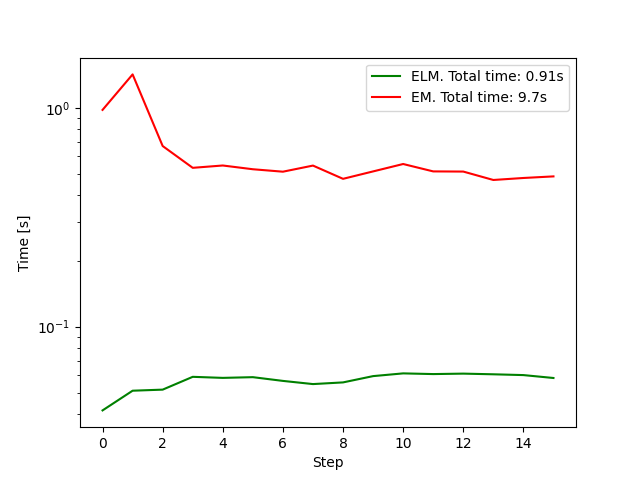 ELM. Total time: 0.91s
EM. Total time: 9.7s
10⁰
10⁻¹
Time [s]
0 2 4 6 8 10 12 14
Step